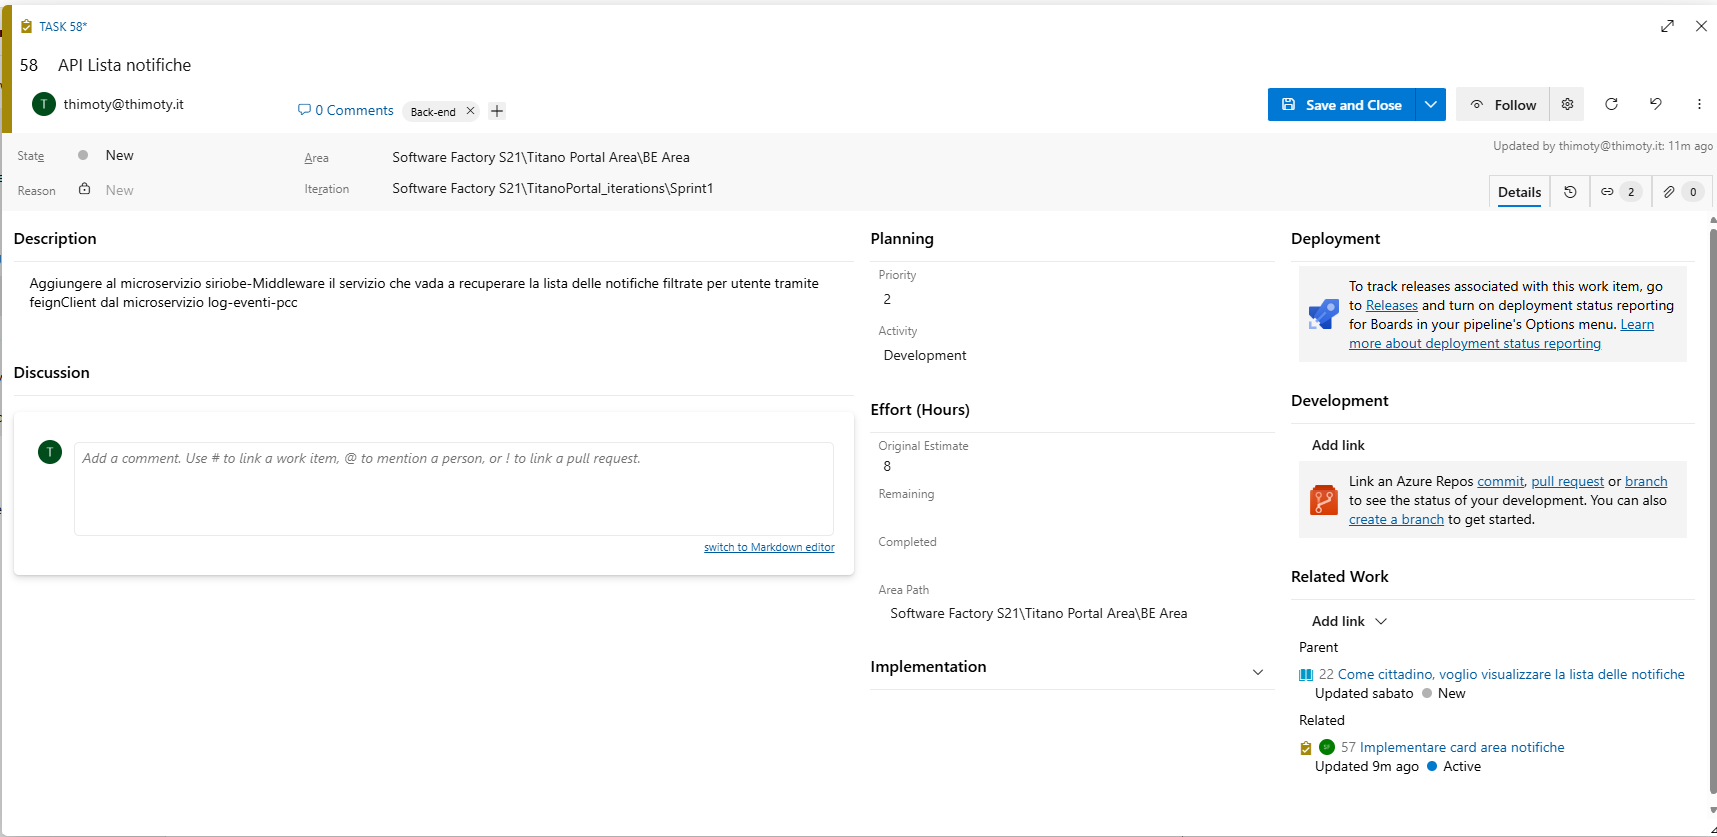 TASK 58*
58 API Lista notifiche
T thimoty@thimoty.it
0 Comments
Back-end
Save and Close
Follow
State New
Reason New
Area Software Factory S21\Titano Portal Area\BE Area
Iteration Software Factory S21\TitanoPortal_iterations\Sprint1
Updated by thimoty@thimoty.it: 11m ago
Details
2
0
Description
Aggiungere al microservizio siriobe-Middleware il servizio che vada a recuperare la lista delle notifiche filtrate per utente tramite
feignClient dal microservizio log-eventi-pcc
Discussion
T
Add a comment. Use # to link a work item, @ to mention a person, or ! to link a pull request.
switch to Markdown editor
Planning
Priority
2
Activity
Development
Effort (Hours)
Original Estimate
8
Remaining
Completed
Area Path
Software Factory S21\Titano Portal Area\BE Area
Implementation
Deployment
To track releases associated with this work item, go
to Releases and turn on deployment status reporting
for Boards in your pipeline's Options menu. Learn
more about deployment status reporting
Development
Add link
Link an Azure Repos commit, pull request or branch
to see the status of your development. You can also
create a branch to get started.
Related Work
Add link
Parent
22 Come cittadino, voglio visualizzare la lista delle notifiche
Updated sabato New
Related
57 Implementare card area notifiche
Updated 9m ago Active